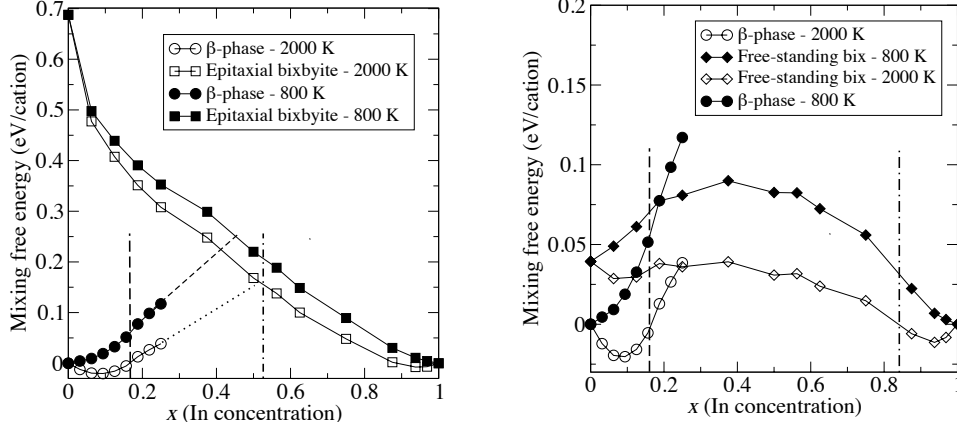 0.7
0.6
0.5
0.4
0.3
0.2
0.1
0
Mixing free energy (eV/cation)
β-phase - 2000 K
Epitaxial bixbyite - 2000 K
β-phase - 800 K
Epitaxial bixbyite - 800 K
0 0.2 0.4 0.6 0.8 1
x (In concentration)
0.2
0.15
0.1
0.05
0
Mixing free energy (eV/cation)
β-phase - 2000 K
Free-standing bix - 800 K
Free-standing bix - 2000 K
β-phase - 800 K
0 0.2 0.4 0.6 0.8 1
x (In concentration)